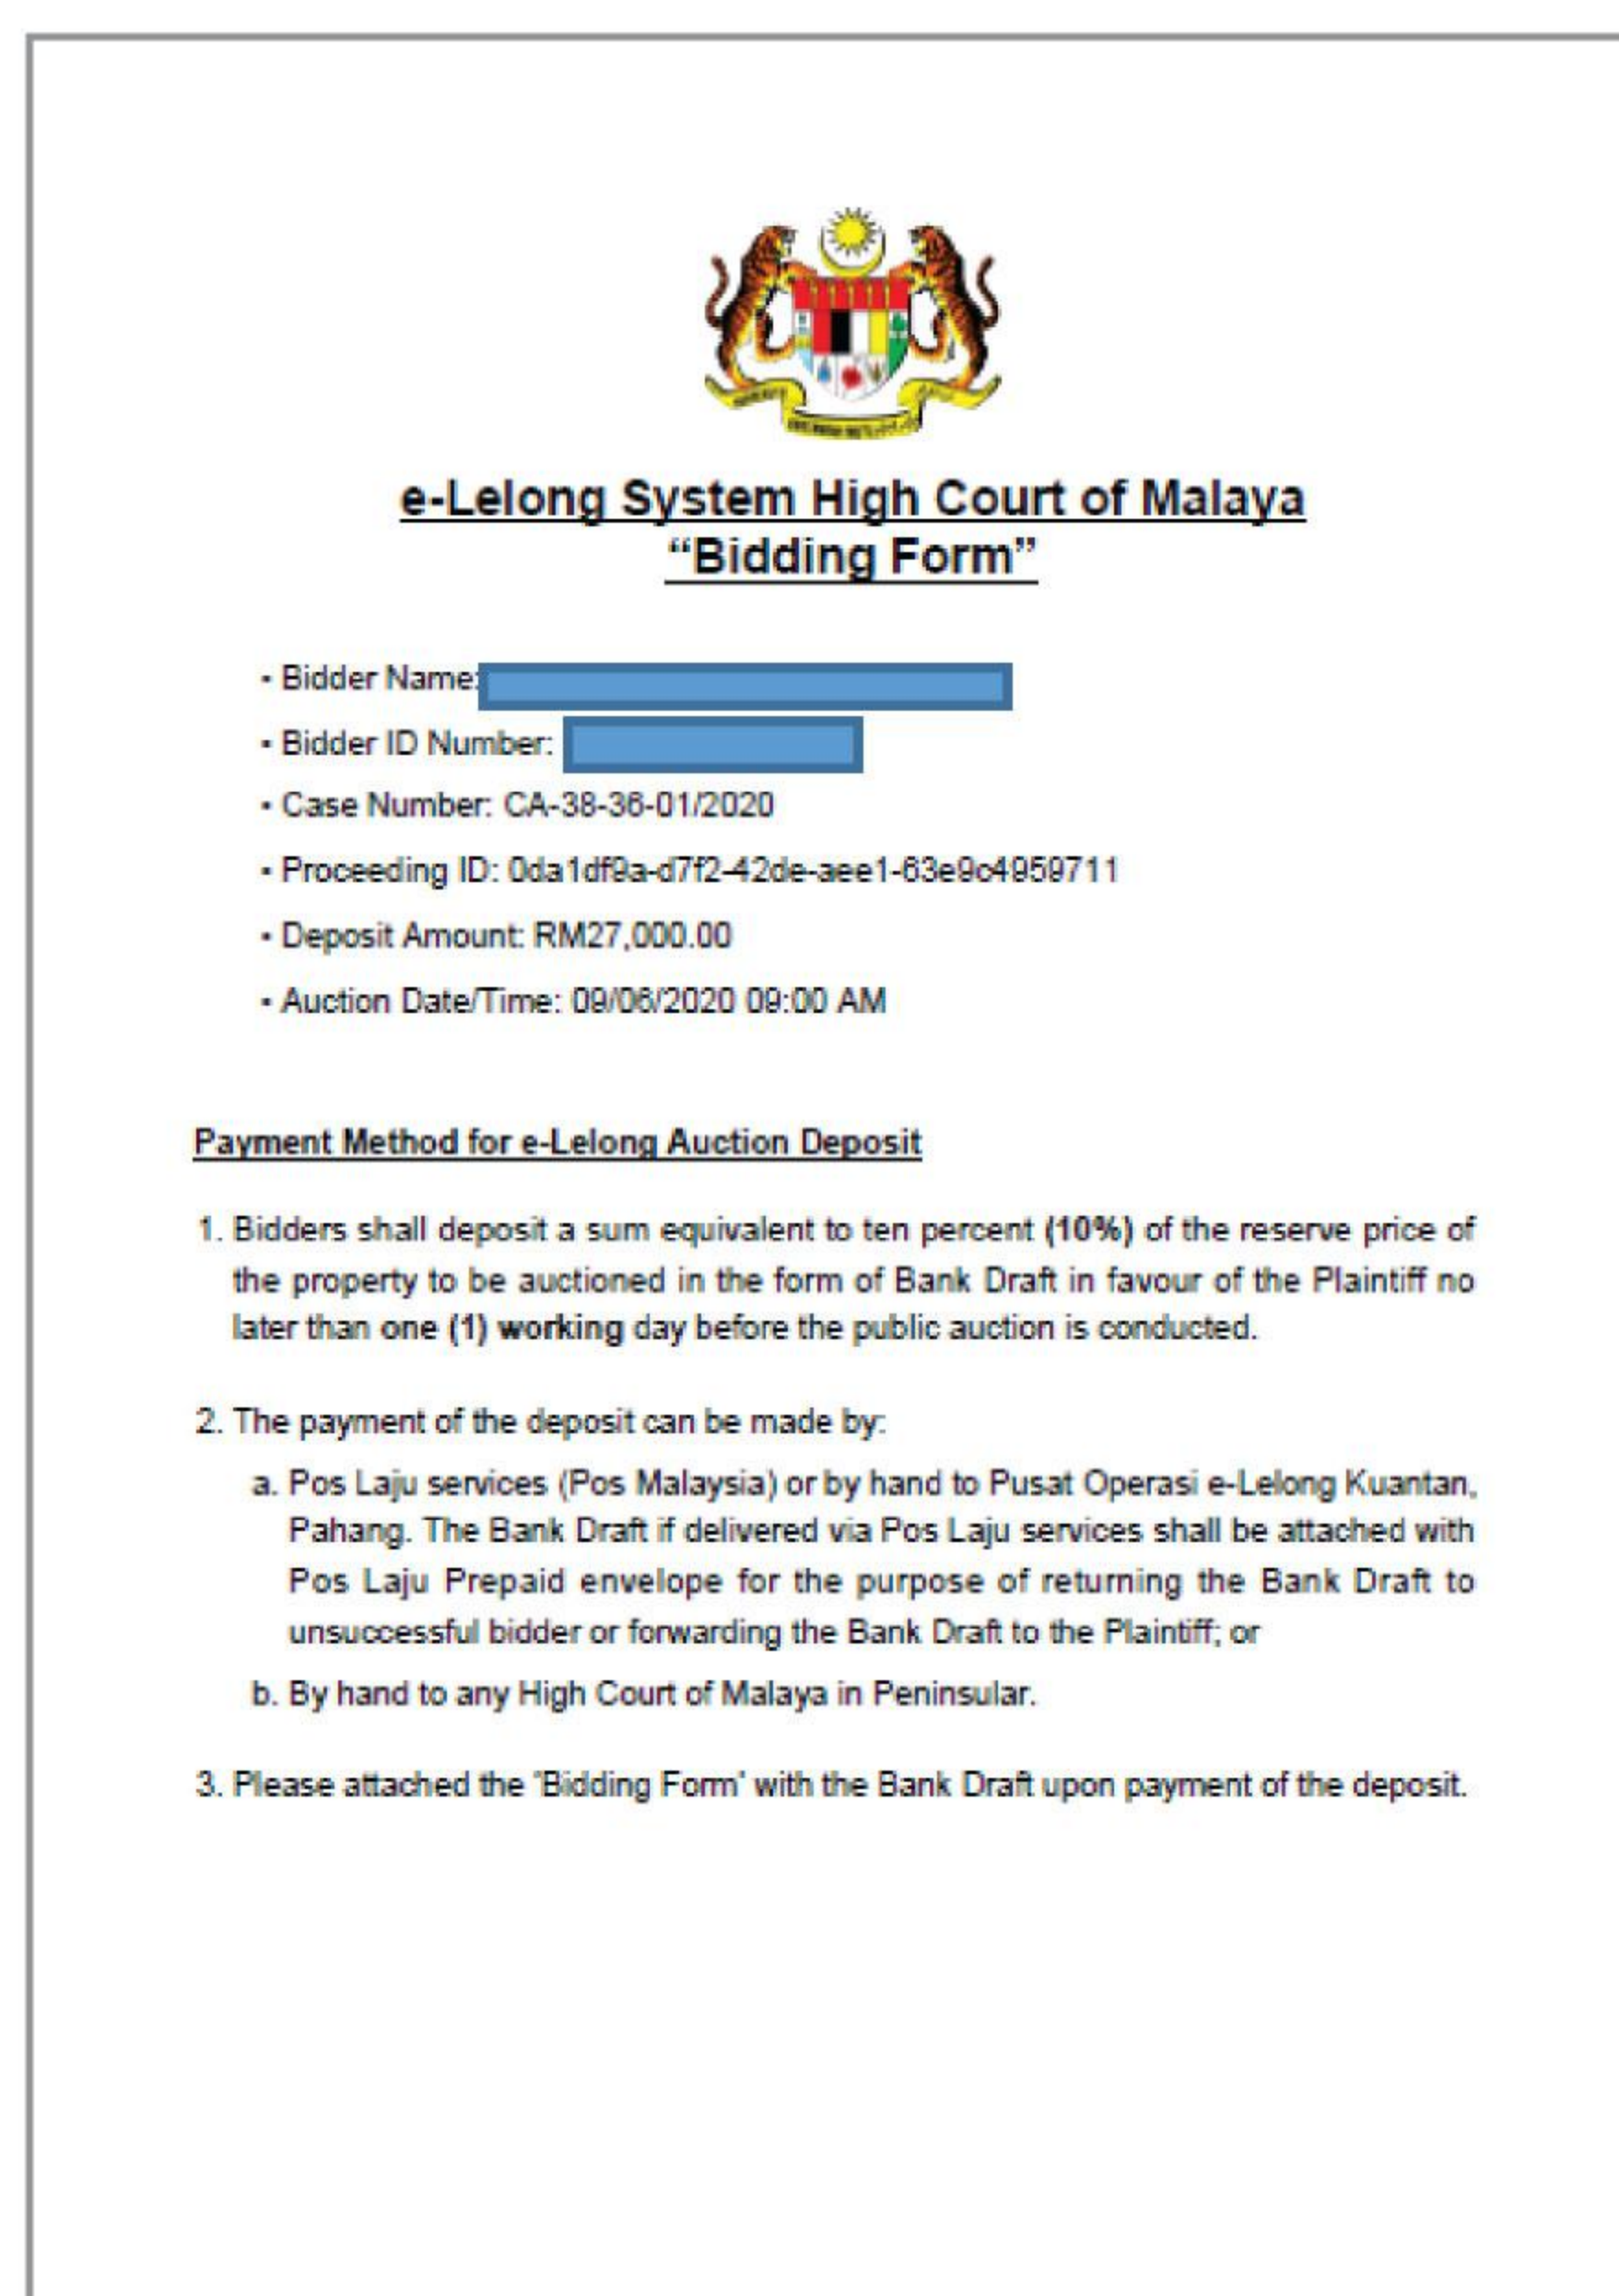 e-Lelong System High Court of Malaya
“Bidding Form”
▪ Bidder Name:
▪ Bidder ID Number:
▪ Case Number: CA-38-36-01/2020
▪ Proceeding ID: 0da1df9a-d7f2-42de-aee1-63e9c4959711
▪ Deposit Amount: RM27,000.00
▪ Auction Date/Time: 09/06/2020 09:00 AM
Payment Method for e-Lelong Auction Deposit
1. Bidders shall deposit a sum equivalent to ten percent (10%) of the reserve price of
the property to be auctioned in the form of Bank Draft in favour of the Plaintiff no
later than one (1) working day before the public auction is conducted.
2. The payment of the deposit can be made by:
a. Pos Laju services (Pos Malaysia) or by hand to Pusat Operasi e-Lelong Kuantan,
Pahang. The Bank Draft if delivered via Pos Laju services shall be attached with
Pos Laju Prepaid envelope for the purpose of returning the Bank Draft to
unsuccessful bidder or forwarding the Bank Draft to the Plaintiff; or
b. By hand to any High Court of Malaya in Peninsular.
3. Please attached the 'Bidding Form' with the Bank Draft upon payment of the deposit.